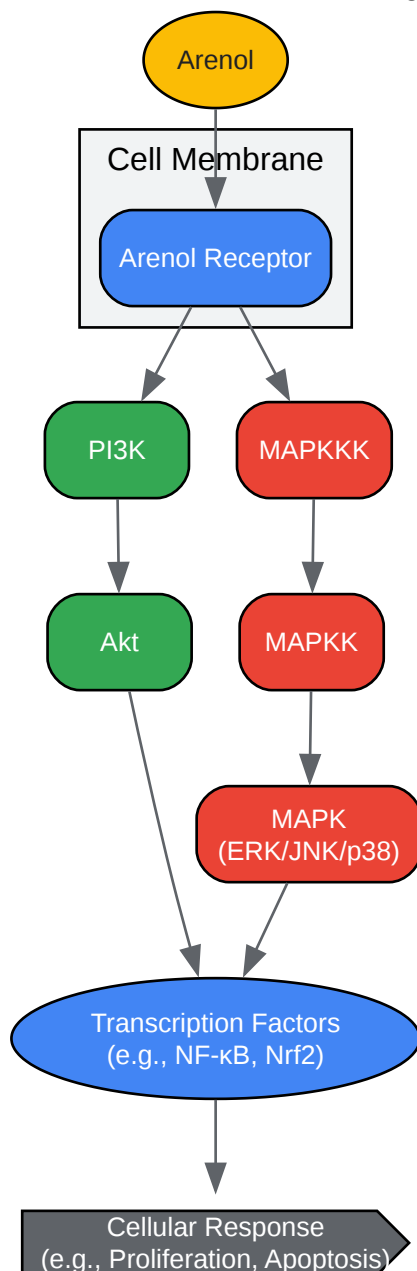 Arenol
Cell Membrane
Arenol Receptor
PI3K
MAPKKK
Akt
MAPKK
MAPK
(ERK/JNK/p38)
Transcription Factors
(e.g., NF-κB, Nrf2)
Cellular Response
(e.g., Proliferation, Apoptosis)